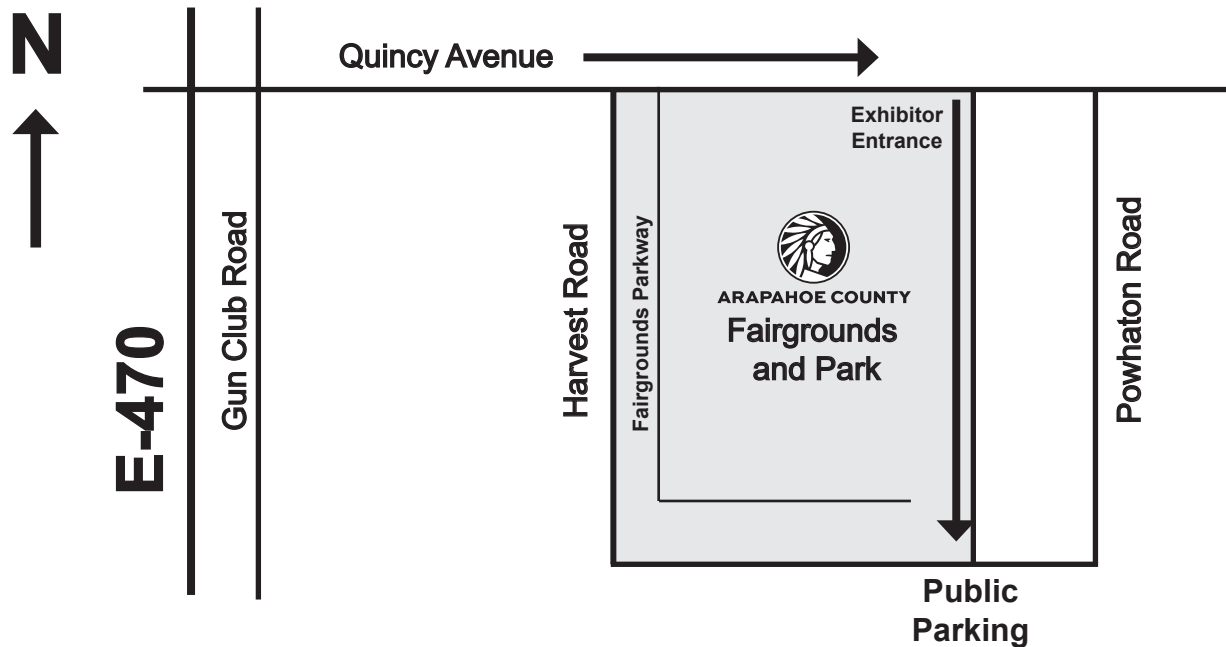 N
Quincy Avenue
Exhibitor
Entrance
E-470
Gun Club Road
Harvest Road
Fairgrounds Parkway
ARAPAHOE COUNTY
Fairgrounds
and Park
Powhaton Road
Public
Parking